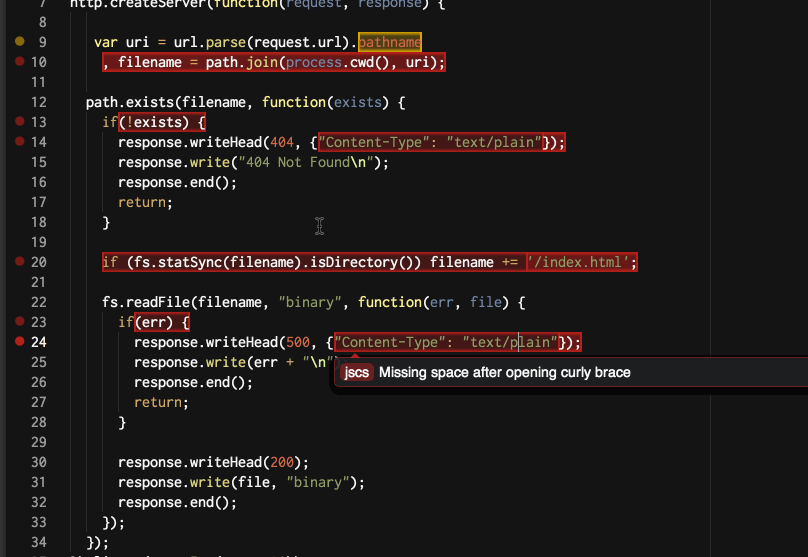 7 http.createServer(function(request, response) {
8
9 var uri = url.parse(request.url).pathname
10 , filename = path.join(process.cwd(), uri);
11
12 path.exists(filename, function(exists) {
13 if(!exists) {
14 response.writeHead(404, {"Content-Type": "text/plain"});
15 response.write("404 Not Found\n");
16 response.end();
17 return;
18 }
19
20 if (fs.statSync(filename).isDirectory()) filename += '/index.html';
21
22 fs.readFile(filename, "binary", function(err, file) {
23 if(err) {
24 response.writeHead(500, {"Content-Type": "text/plain"});
25 response.write(err + "\n"
jscs Missing space after opening curly brace
26 response.end();
27 return;
28 }
29
30 response.writeHead(200);
31 response.write(file, "binary");
32 response.end();
33 });
34 });